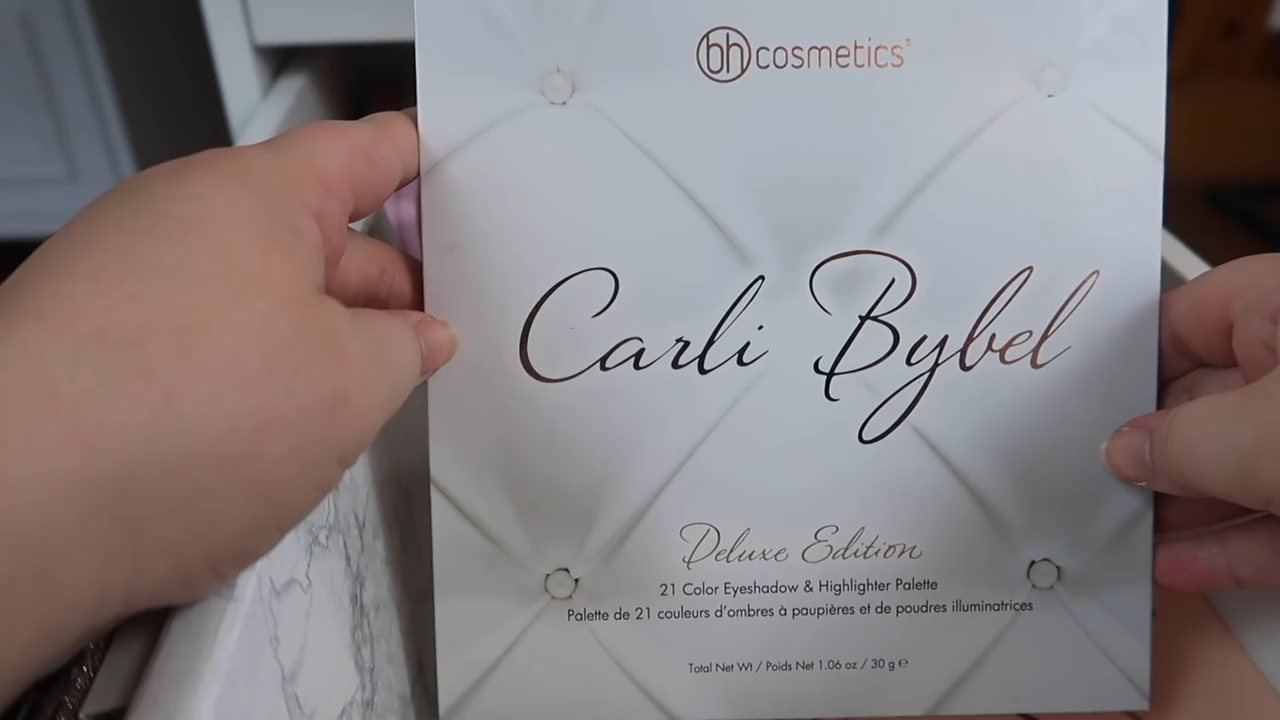 bh cosmetics®
Carli Bybel
Deluxe Edition
21 Color Eyeshadow & Highlighter Palette
Palette de 21 couleurs d'ombres à paupières et de poudres illuminatrices
Total Net Wt / Poids Net 1.06 oz / 30 g ℮